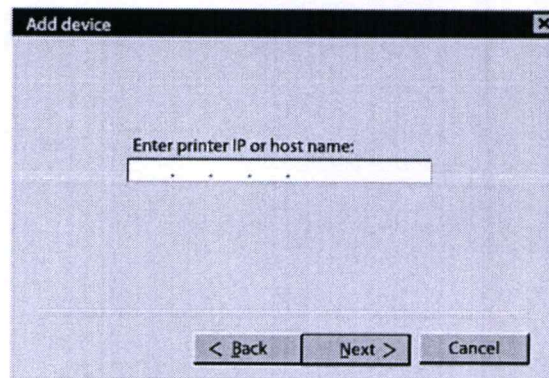 Add device
Enter printer IP or host name:
. . . .
< Back Next > Cancel